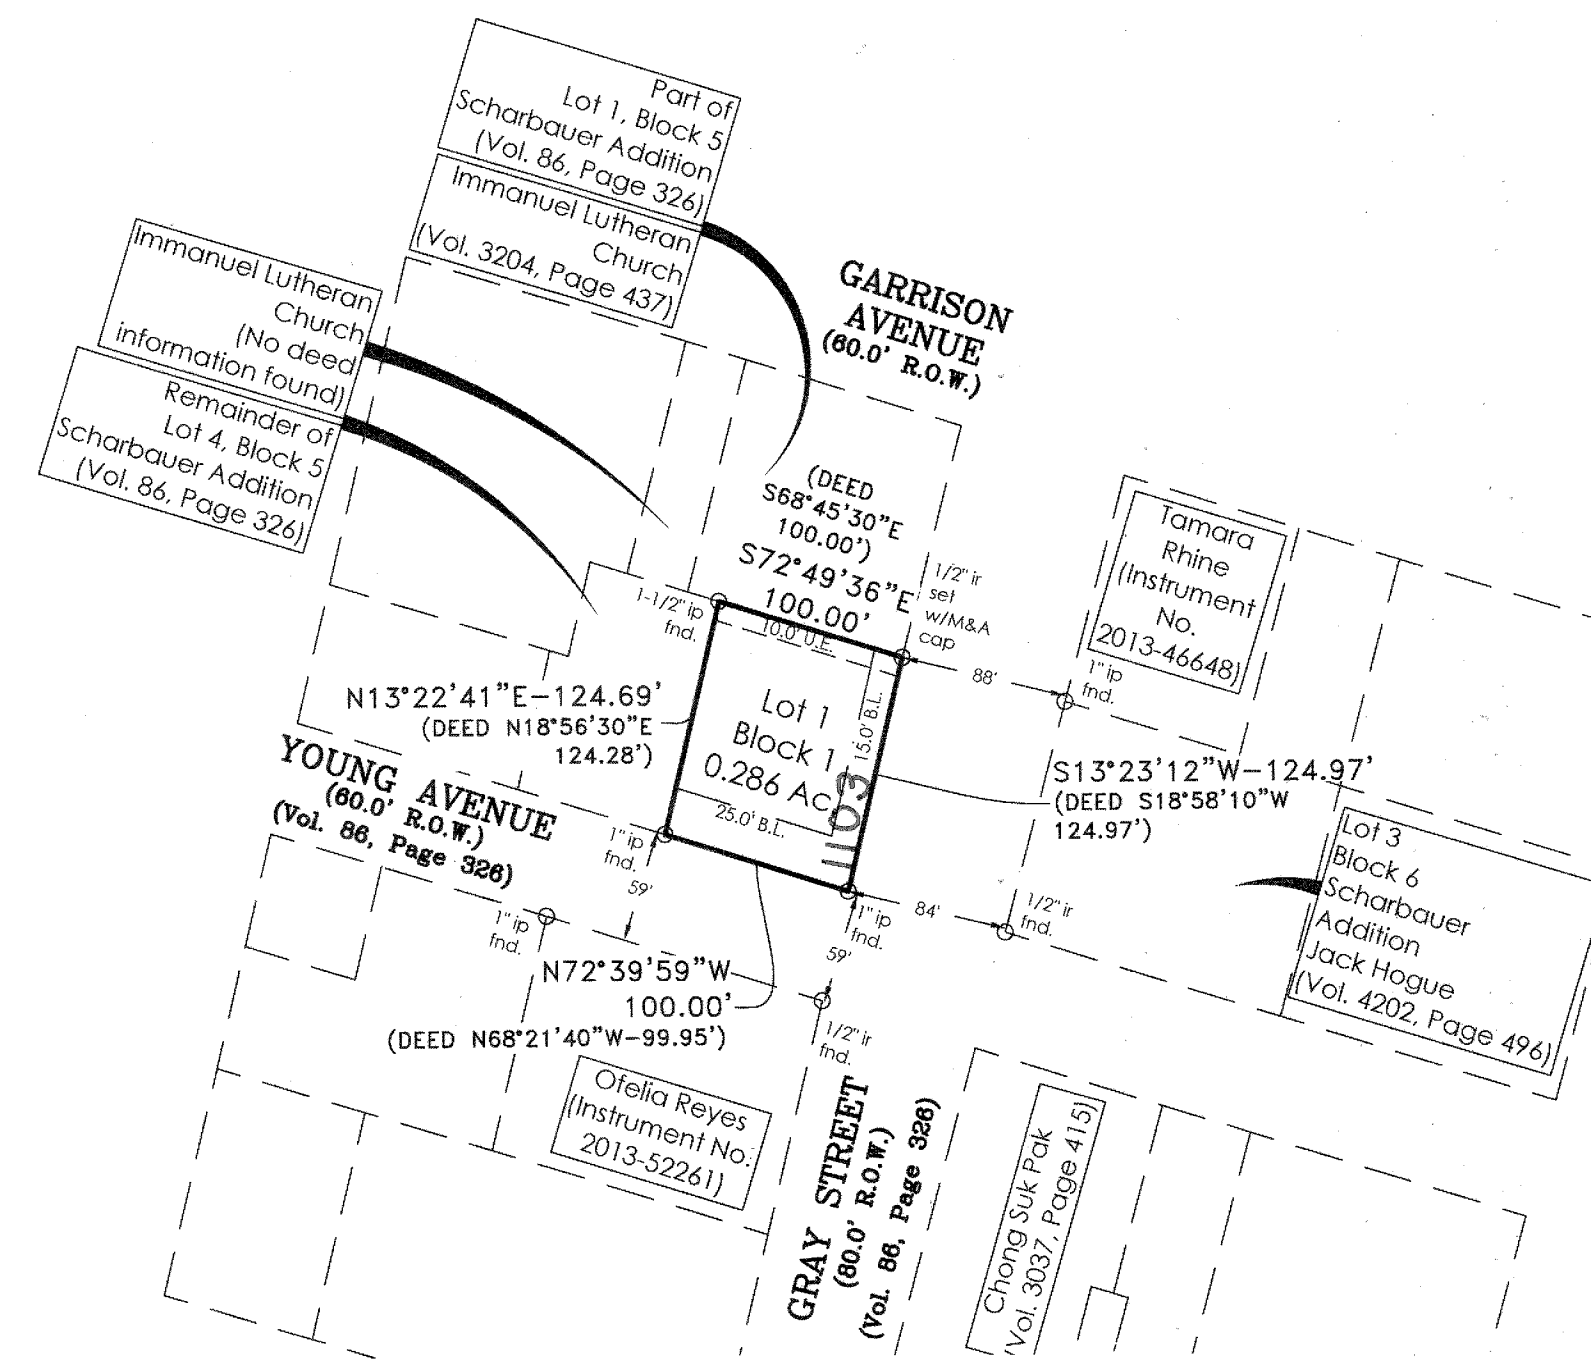 Part of
Lot 1, Block 5
Scharbauer Addition
(Vol. 86, Page 326)
Immanuel Lutheran
Church
(Vol. 3204, Page 437)
Immanuel Lutheran
Church
(No deed
information found)
Remainder of
Lot 4, Block 5
Scharbauer Addition
(Vol. 86, Page 326)
GARRISON
AVENUE
(60.0' R.O.W.)
(DEED
S68°45'30"E
100.00')
S72°49'36"E
100.00'
1/2" ir
set
w/M&A
cap
1-1/2" ip
fnd.
10.0' U.E.
Tamara
Rhine
(Instrument
No.
2013-46648)
88'
1" ip
fnd.
N13°22'41"E-124.69'
(DEED N18°56'30"E
124.28')
Lot 1
Block 1
0.286 Ac.
15.0' B.L.
25.0' B.L.
1103
S13°23'12"W-124.97'
(DEED S18°58'10"W
124.97')
YOUNG AVENUE
(60.0' R.O.W.)
(Vol. 86, Page 326)
1" ip
fnd.
59'
1" ip
fnd.
84'
1/2" ir
fnd.
1" ip
fnd.
59'
Lot 3
Block 6
Scharbauer
Addition
Jack Hogue
(Vol. 4202, Page 496)
N72°39'59"W
100.00'
(DEED N68°21'40"W-99.95')
1/2" ir
fnd.
Ofelia Reyes
(Instrument No.
2013-52261)
GRAY STREET
(80.0' R.O.W.)
(Vol. 86, Page 326)
Chong Suk Pak
(Vol. 3037, Page 415)